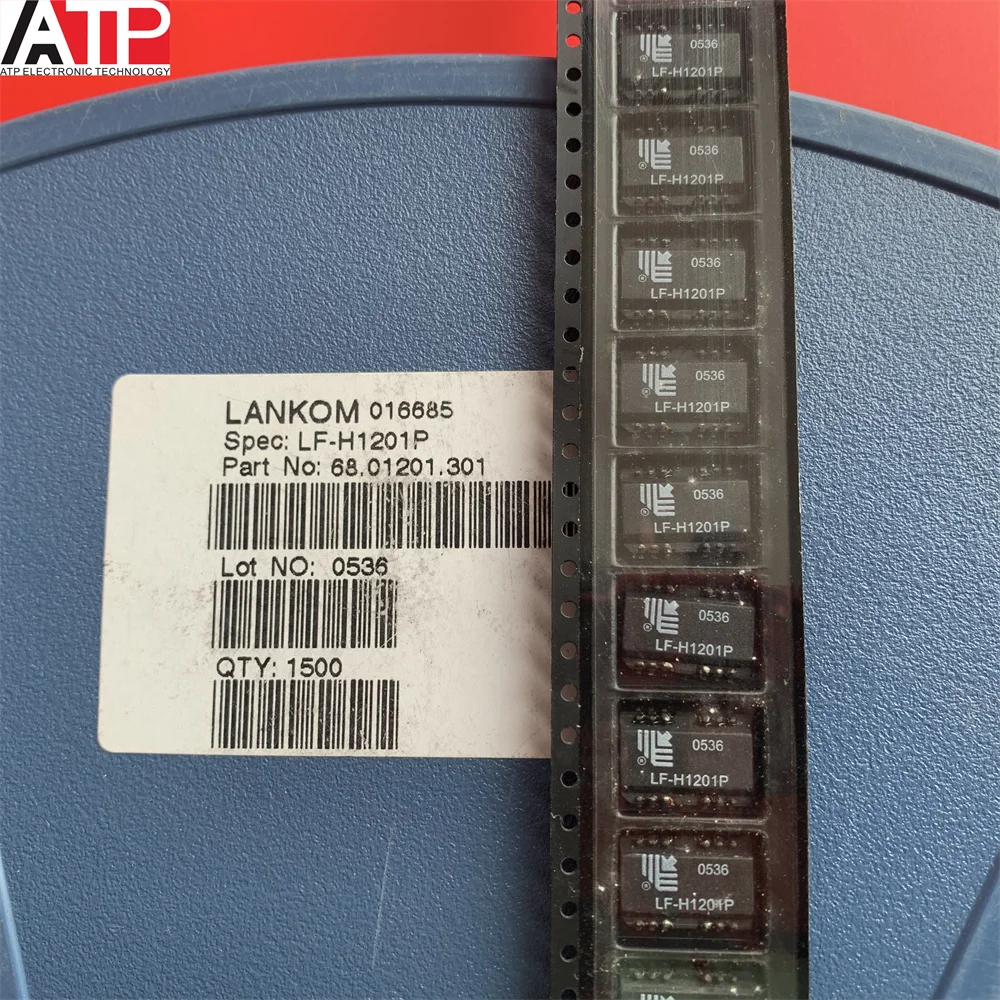 ATP
ATP ELECTRONIC TECHNOLOGY
LANKOM 016685
Spec: LF-H1201P
Part No: 68.01201.301
Lot NO: 0536
QTY: 1500
0536
LF-H1201P
0536
LF-H1201P
0536
LF-H1201P
0536
LF-H1201P
0536
LF-H1201P
0536
LF-H1201P
0536
LF-H1201P
0536
LF-H1201P